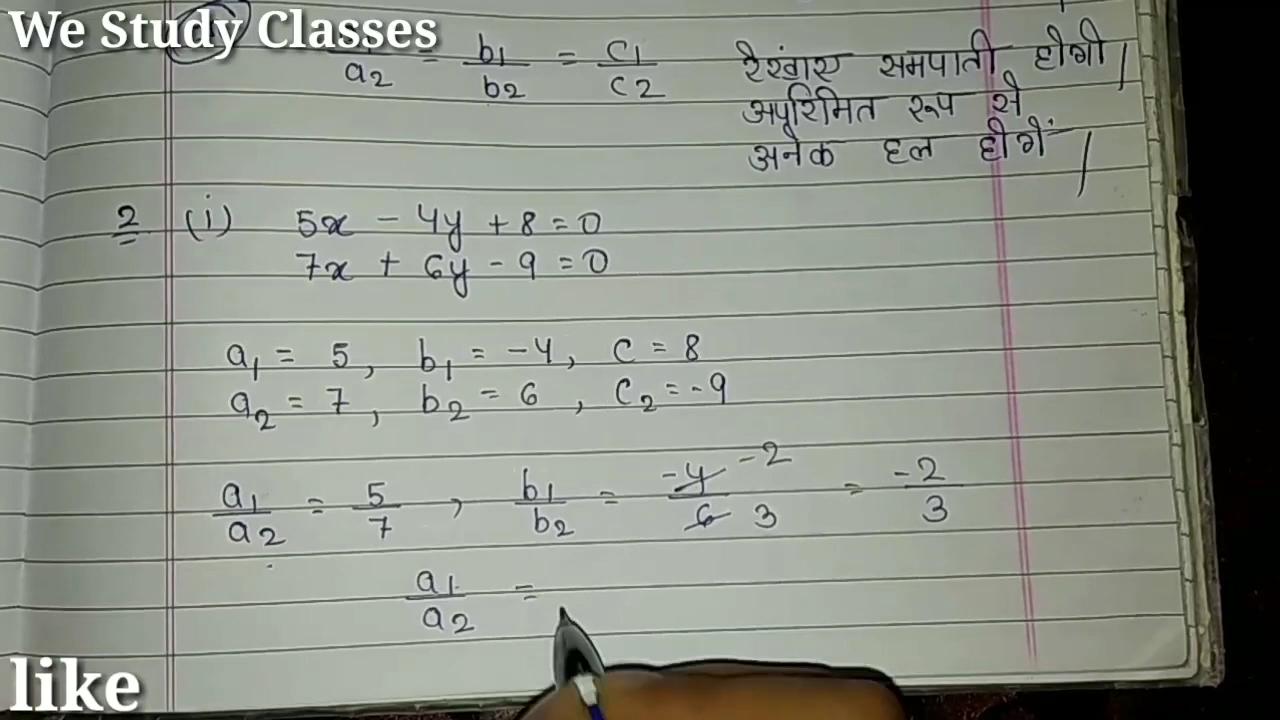 We Study Classes
a2 = b1/b2 = c1/c2 रेखाएं समपाती होगी।
अपरिमित रूप से
अनेक हल होगें।
2 (i) 5x - 4y + 8 = 0
7x + 6y - 9 = 0
a1 = 5, b1 = -4, c = 8
a2 = 7, b2 = 6, c2 = -9
a1/a2 = 5/7, b1/b2 = -4/6 -2/3 = -2/3
a1/a2 =
like